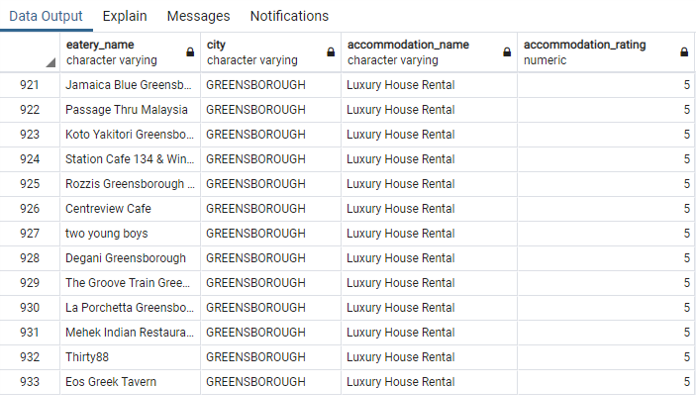 Data Output Explain Messages Notifications
eatery_name city accommodation_name accommodation_rating
character varying character varying character varying numeric
921 Jamaica Blue Greensb... GREENSBOROUGH Luxury House Rental 5
922 Passage Thru Malaysia GREENSBOROUGH Luxury House Rental 5
923 Koto Yakitori Greensbo... GREENSBOROUGH Luxury House Rental 5
924 Station Cafe 134 & Win... GREENSBOROUGH Luxury House Rental 5
925 Rozzis Greensborough ... GREENSBOROUGH Luxury House Rental 5
926 Centreview Cafe GREENSBOROUGH Luxury House Rental 5
927 two young boys GREENSBOROUGH Luxury House Rental 5
928 Degani Greensborough GREENSBOROUGH Luxury House Rental 5
929 The Groove Train Gree... GREENSBOROUGH Luxury House Rental 5
930 La Porchetta Greensbo... GREENSBOROUGH Luxury House Rental 5
931 Mehek Indian Restaura... GREENSBOROUGH Luxury House Rental 5
932 Thirty88 GREENSBOROUGH Luxury House Rental 5
933 Eos Greek Tavern GREENSBOROUGH Luxury House Rental 5